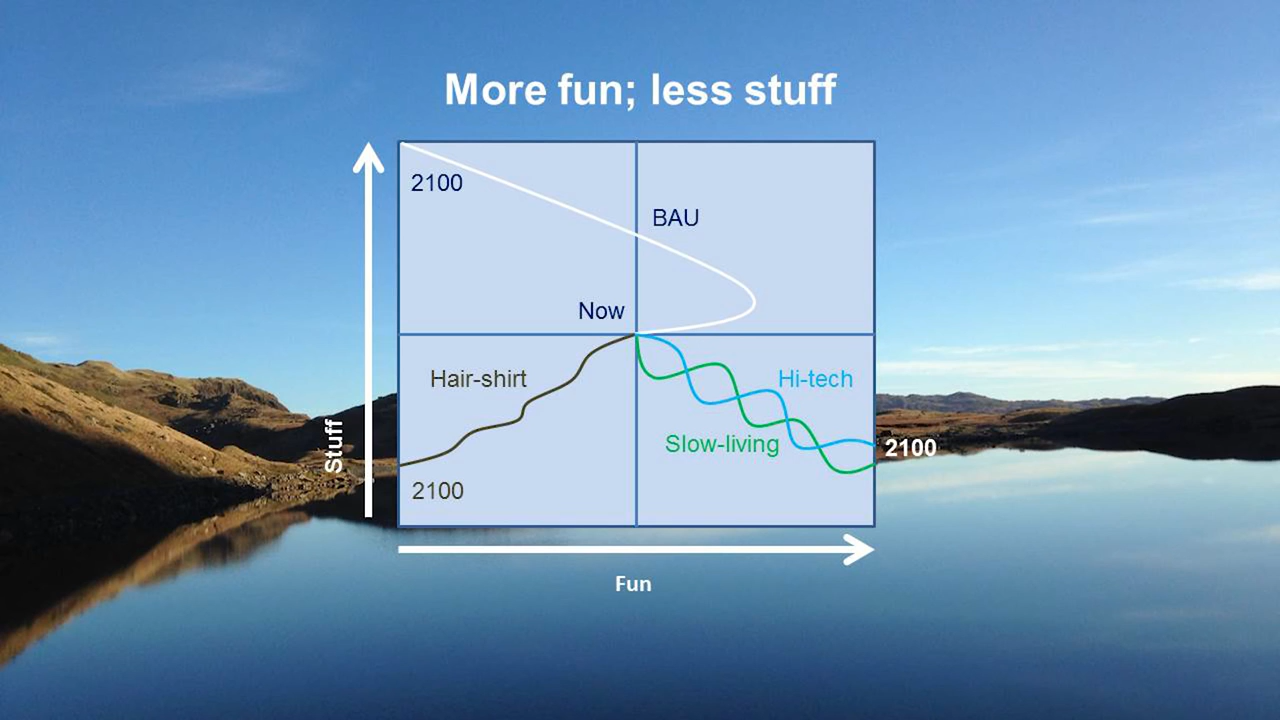 More fun; less stuff
2100
BAU
Now
Hair-shirt
Hi-tech
Slow-living
2100
2100
Stuff
Fun